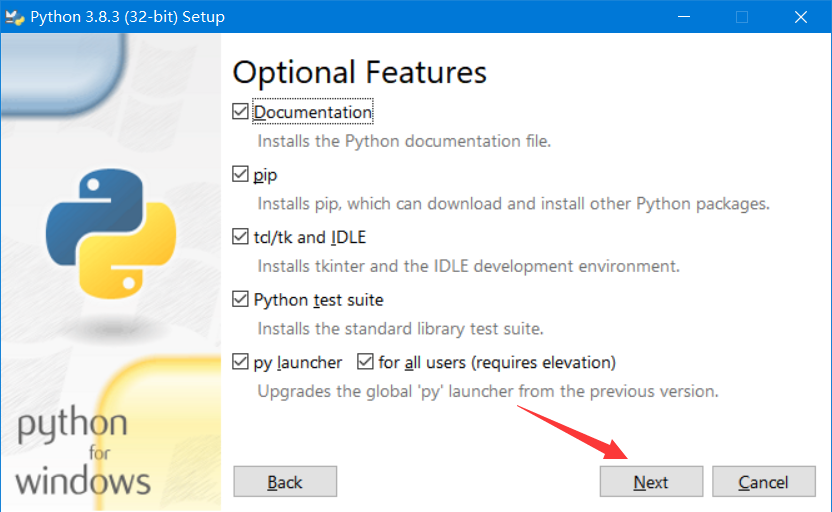 Python 3.8.3 (32-bit) Setup
Optional Features
Documentation
Installs the Python documentation file.
pip
Installs pip, which can download and install other Python packages.
tcl/tk and IDLE
Installs tkinter and the IDLE development environment.
Python test suite
Installs the standard library test suite.
py launcher for all users (requires elevation)
Upgrades the global 'py' launcher from the previous version.
python
for
windows
Back Next Cancel